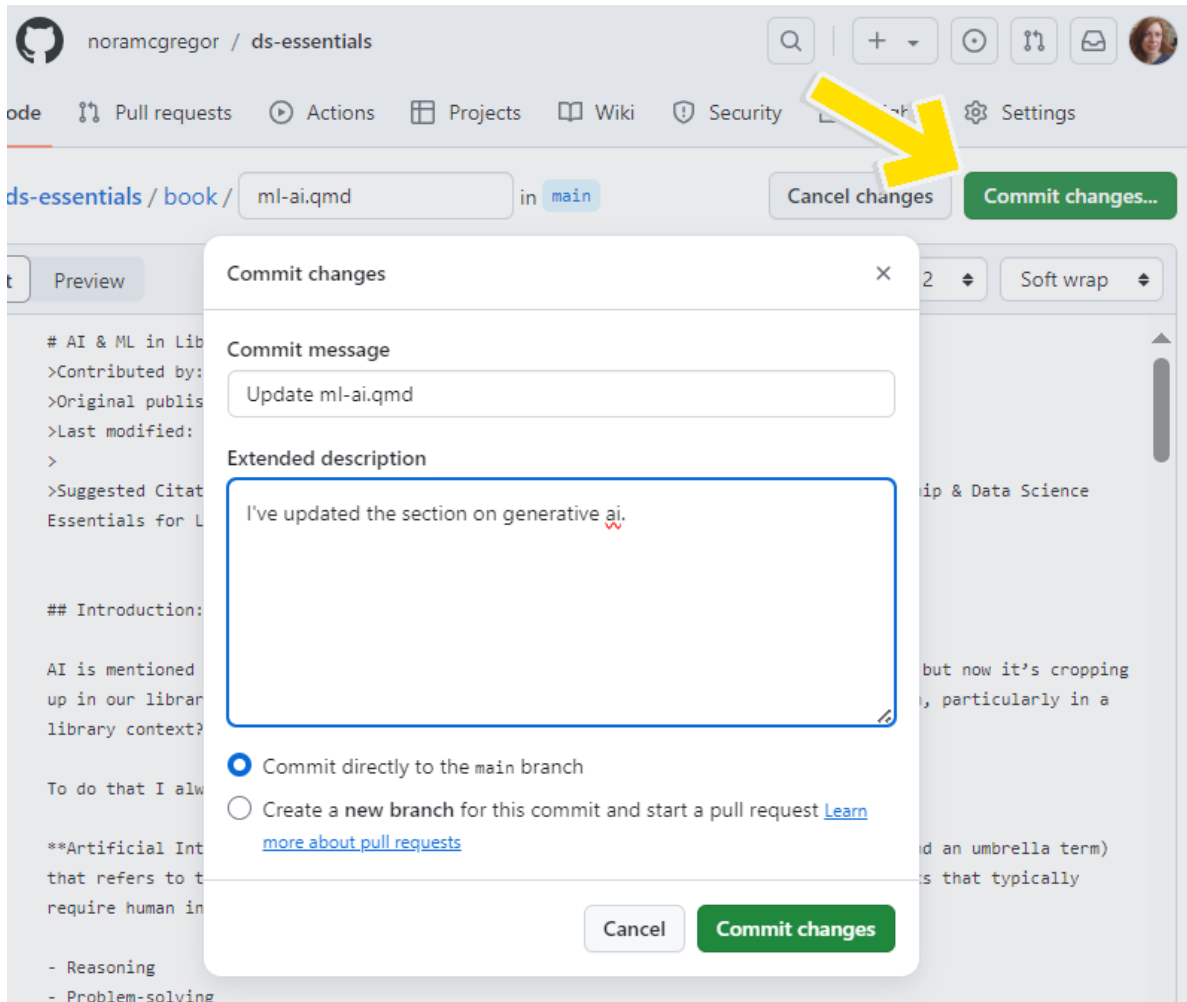 noramcgregor / ds-essentials
ode Pull requests Actions Projects Wiki Security Settings
ds-essentials / book / ml-ai.qmd in main Cancel changes Commit changes...
t Preview 2 Soft wrap
Commit changes
Commit message
Update ml-ai.qmd
Extended description
I've updated the section on generative ai.
Commit directly to the main branch
Create a new branch for this commit and start a pull request Learn
more about pull requests
Cancel Commit changes
# AI & ML in Lib
>Contributed by:
>Original publis
>Last modified:
>
>Suggested Citat ip & Data Science
Essentials for L
## Introduction:
AI is mentioned but now it’s cropping
up in our librar , particularly in a
library context?
To do that I alw
**Artificial Int d an umbrella term)
that refers to t s that typically
require human in
- Reasoning
- Problem-solving